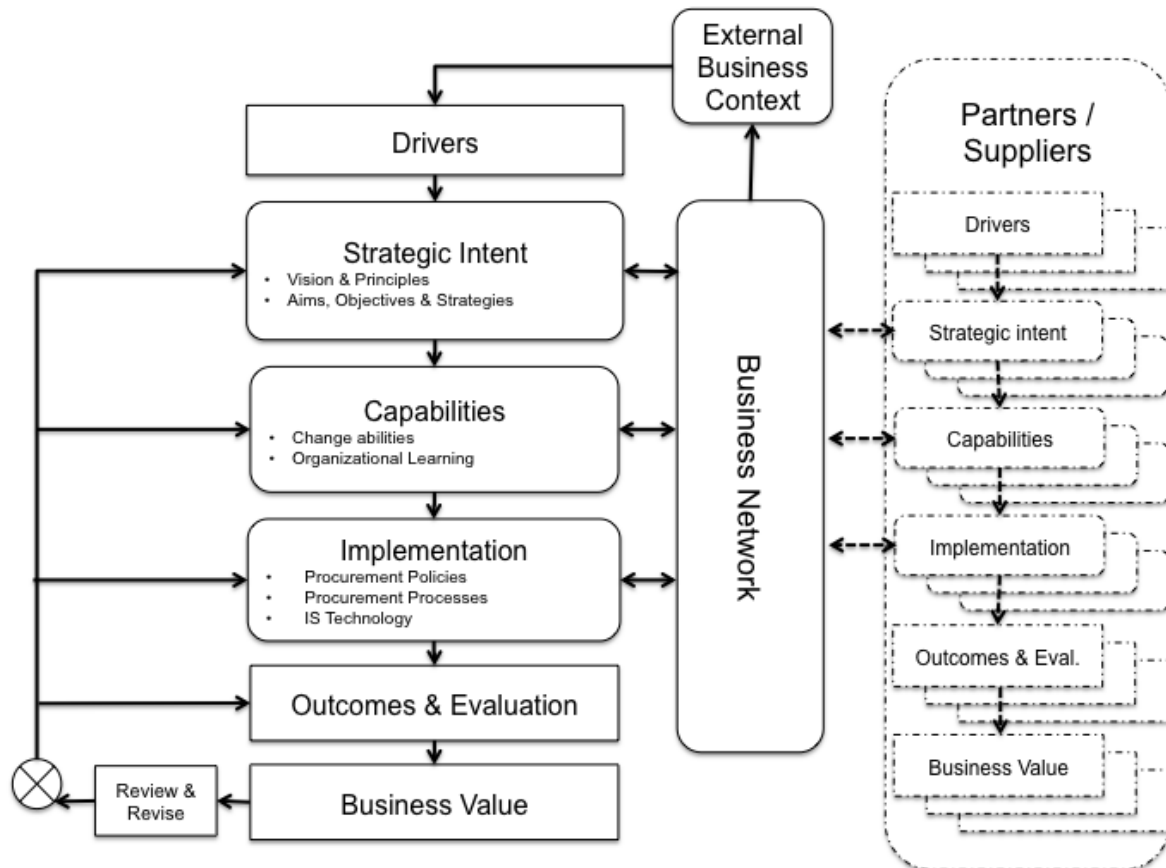 External
Business
Context
Drivers
Strategic Intent
• Vision & Principles
• Aims, Objectives & Strategies
Capabilities
• Change abilities
• Organizational Learning
Implementation
• Procurement Policies
• Procurement Processes
• IS Technology
Outcomes & Evaluation
Business Value
Review &
Revise
Business Network
Partners /
Suppliers
Drivers
Strategic intent
Capabilities
Implementation
Outcomes & Eval.
Business Value